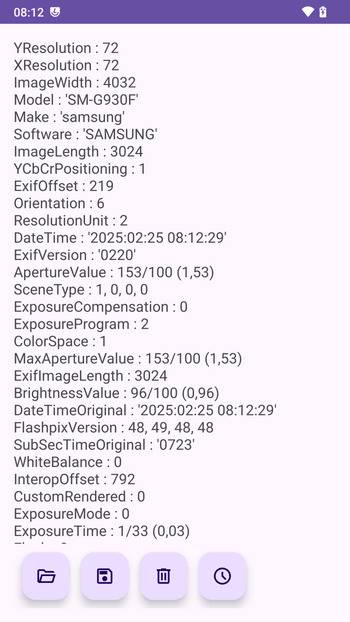 08:12
YResolution : 72
XResolution : 72
ImageWidth : 4032
Model : 'SM-G930F'
Make : 'samsung'
Software : 'SAMSUNG'
ImageLength : 3024
YCbCrPositioning : 1
ExifOffset : 219
Orientation : 6
ResolutionUnit : 2
DateTime : '2025:02:25 08:12:29'
ExifVersion : '0220'
ApertureValue : 153/100 (1,53)
SceneType : 1, 0, 0, 0
ExposureCompensation : 0
ExposureProgram : 2
ColorSpace : 1
MaxApertureValue : 153/100 (1,53)
ExifImageLength : 3024
BrightnessValue : 96/100 (0,96)
DateTimeOriginal : '2025:02:25 08:12:29'
FlashpixVersion : 48, 49, 48, 48
SubSecTimeOriginal : '0723'
WhiteBalance : 0
InteropOffset : 792
CustomRendered : 0
ExposureMode : 0
ExposureTime : 1/33 (0,03)